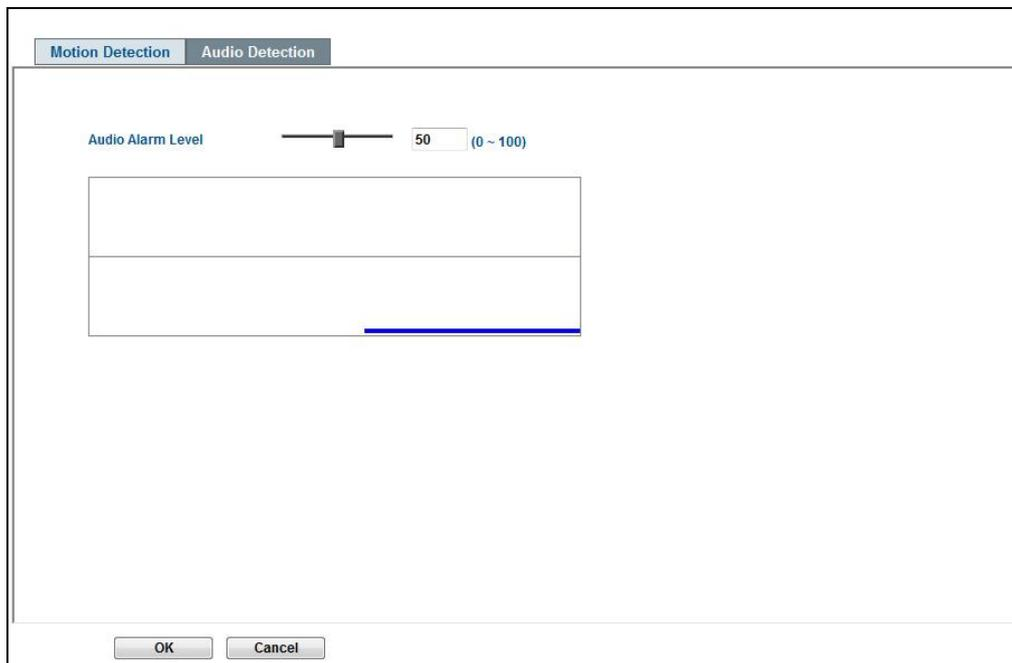 Motion Detection Audio Detection
Audio Alarm Level 50 (0 ~ 100)
OK Cancel